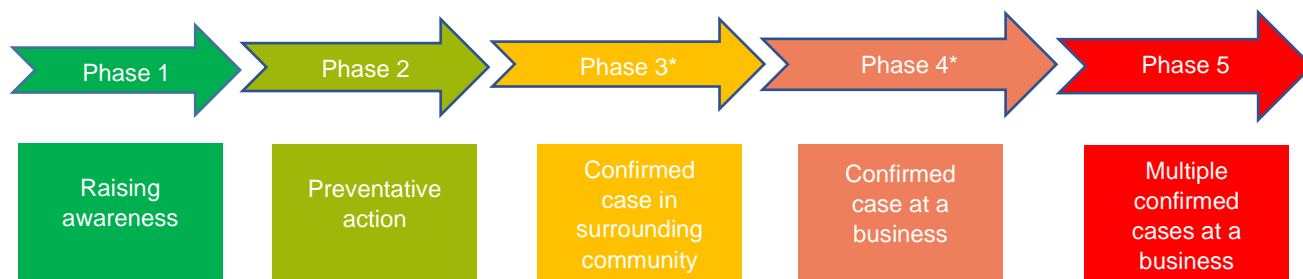 Phase 1
Phase 2
Phase 3*
Phase 4*
Phase 5
Raising
awareness
Preventative
action
Confirmed
case in
surrounding
community
Confirmed
case at a
business
Multiple
confirmed
cases at a
business